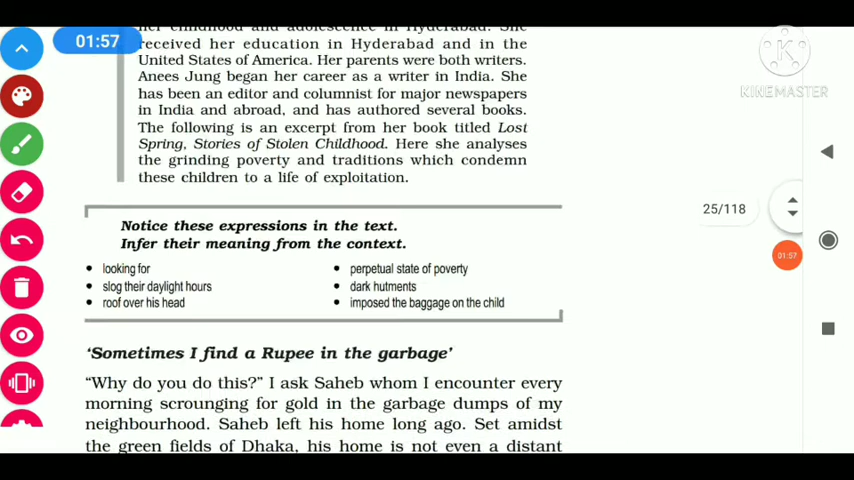 her childhood and adolescence in Hyderabad. She
received her education in Hyderabad and in the
United States of America. Her parents were both writers.
Anees Jung began her career as a writer in India. She
has been an editor and columnist for major newspapers
in India and abroad, and has authored several books.
The following is an excerpt from her book titled Lost
Spring, Stories of Stolen Childhood. Here she analyses
the grinding poverty and traditions which condemn
these children to a life of exploitation.
01:57
K
KINEMASTER
25/118
01:57
Notice these expressions in the text.
Infer their meaning from the context.
• looking for
• slog their daylight hours
• roof over his head
• perpetual state of poverty
• dark hutments
• imposed the baggage on the child
‘Sometimes I find a Rupee in the garbage’
“Why do you do this?” I ask Saheb whom I encounter every
morning scrounging for gold in the garbage dumps of my
neighbourhood. Saheb left his home long ago. Set amidst
the green fields of Dhaka, his home is not even a distant